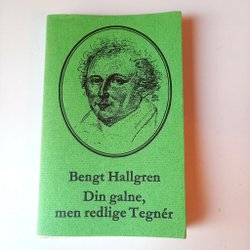 Bengt Hallgren
Din galne,
men redlige Tegnér